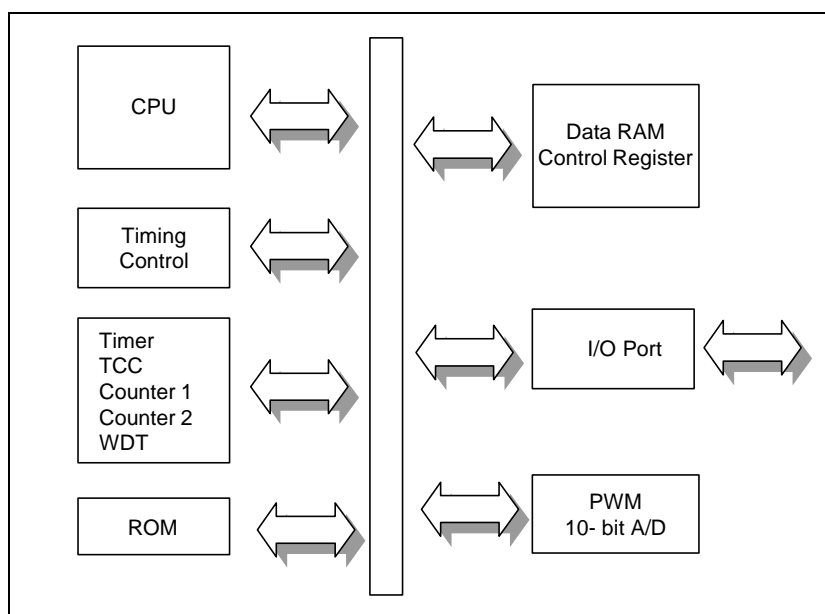 CPU
Data RAM
Control Register
Timing
Control
Timer
TCC
Counter 1
Counter 2
WDT
I/O Port
ROM
PWM
10- bit A/D